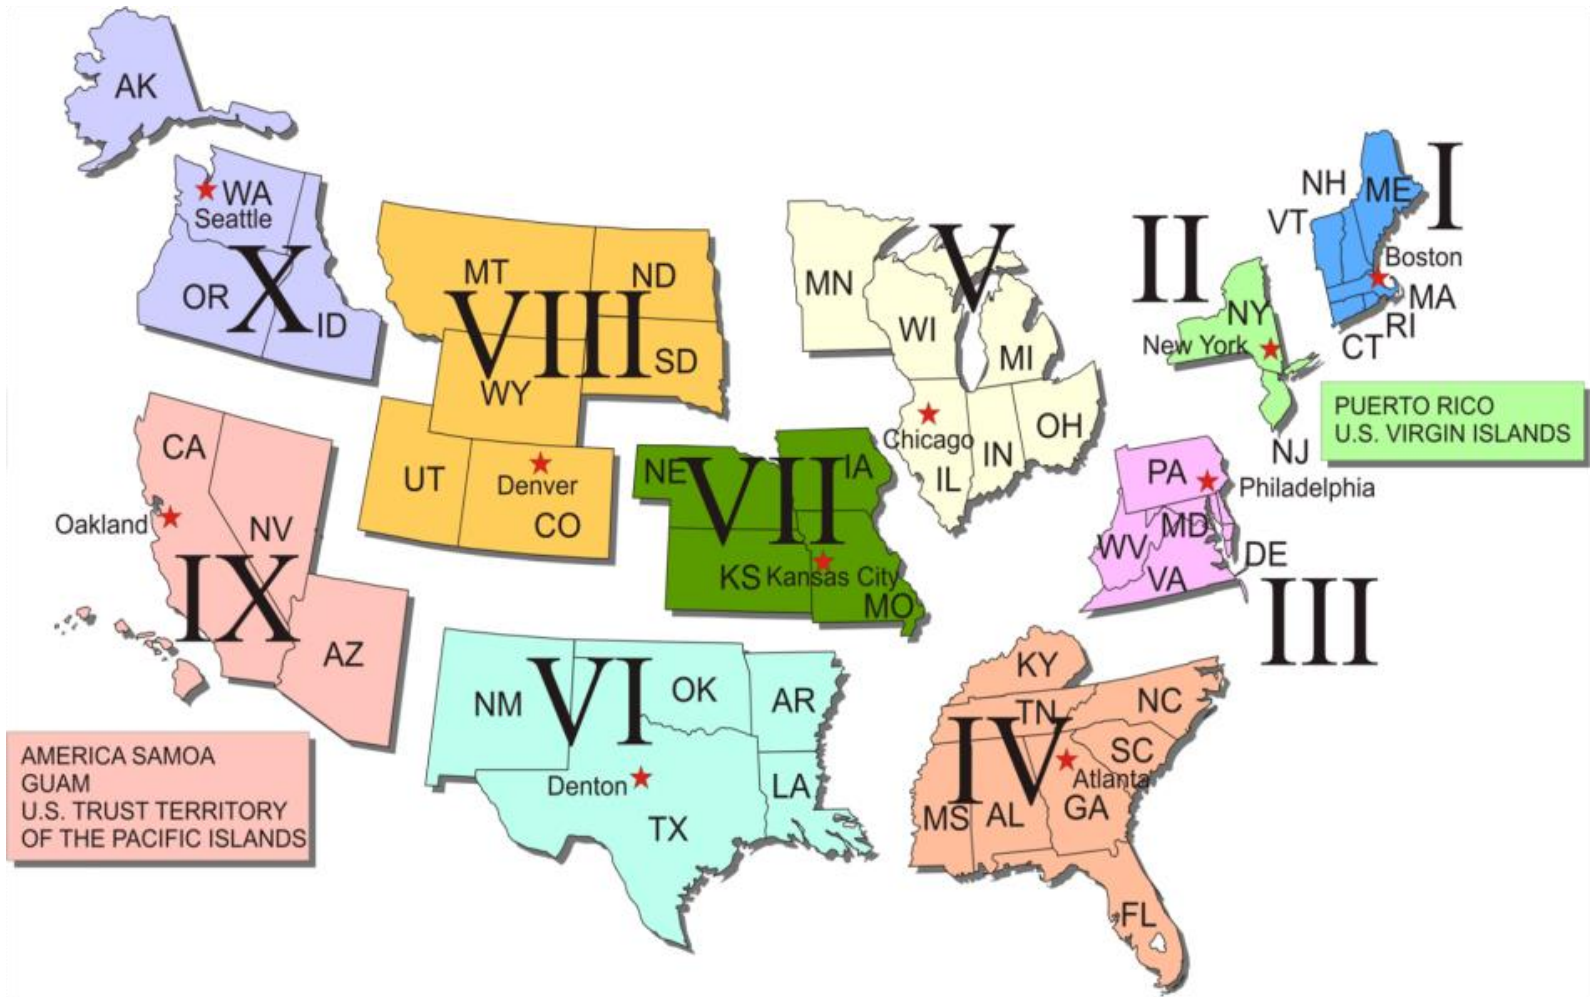 AK
WA
Seattle
OR
X
ID
MT
ND
VIII
SD
WY
UT
Denver
CO
CA
Oakland
NV
IX
AZ
AMERICA SAMOA
GUAM
U.S. TRUST TERRITORY
OF THE PACIFIC ISLANDS
NE
VII
IA
KS
Kansas City
MO
NM
VI
OK
AR
Denton
TX
LA
MN
V
WI
MI
Chicago
IL
IN
OH
KY
TN
NC
IV
SC
Atlanta
MS
AL
GA
FL
II
NY
New York
NJ
PUERTO RICO
U.S. VIRGIN ISLANDS
NH
ME
I
VT
Boston
MA
RI
CT
PA
Philadelphia
MD
WV
DE
VA
III